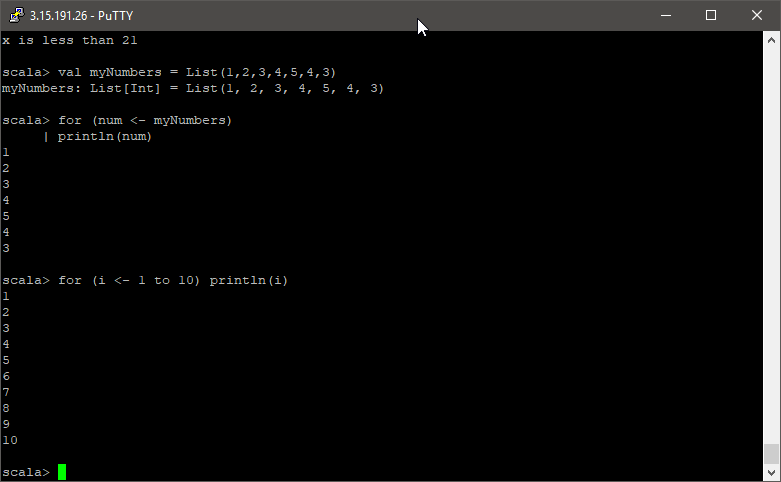 3.15.191.26 - PuTTY
x is less than 21
scala> val myNumbers = List(1,2,3,4,5,4,3)
myNumbers: List[Int] = List(1, 2, 3, 4, 5, 4, 3)
scala> for (num <- myNumbers)
     | println(num)
1
2
3
4
5
4
3
scala> for (i <- 1 to 10) println(i)
1
2
3
4
5
6
7
8
9
10
scala>